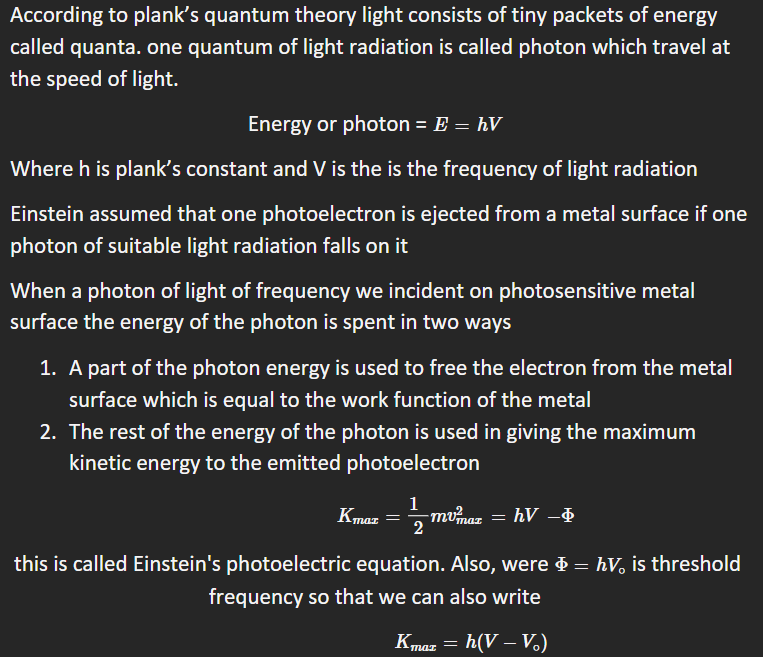 According to plank’s quantum theory light consists of tiny packets of energy
called quanta. one quantum of light radiation is called photon which travel at
the speed of light.
Energy or photon = E = hV
Where h is plank’s constant and V is the is the frequency of light radiation
Einstein assumed that one photoelectron is ejected from a metal surface if one
photon of suitable light radiation falls on it
When a photon of light of frequency we incident on photosensitive metal
surface the energy of the photon is spent in two ways
1. A part of the photon energy is used to free the electron from the metal
surface which is equal to the work function of the metal
2. The rest of the energy of the photon is used in giving the maximum
kinetic energy to the emitted photoelectron
K_{max} = \frac{1}{2} mv^2_{max} = hV −Φ
this is called Einstein's photoelectric equation. Also, were Φ = hV_∘ is threshold
frequency so that we can also write
K_{max} = h(V − V_∘)